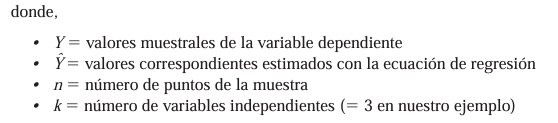 donde,
• Y = valores muestrales de la variable dependiente
• Ŷ = valores correspondientes estimados con la ecuación de regresión
• n = número de puntos de la muestra
• k = número de variables independientes (= 3 en nuestro ejemplo)